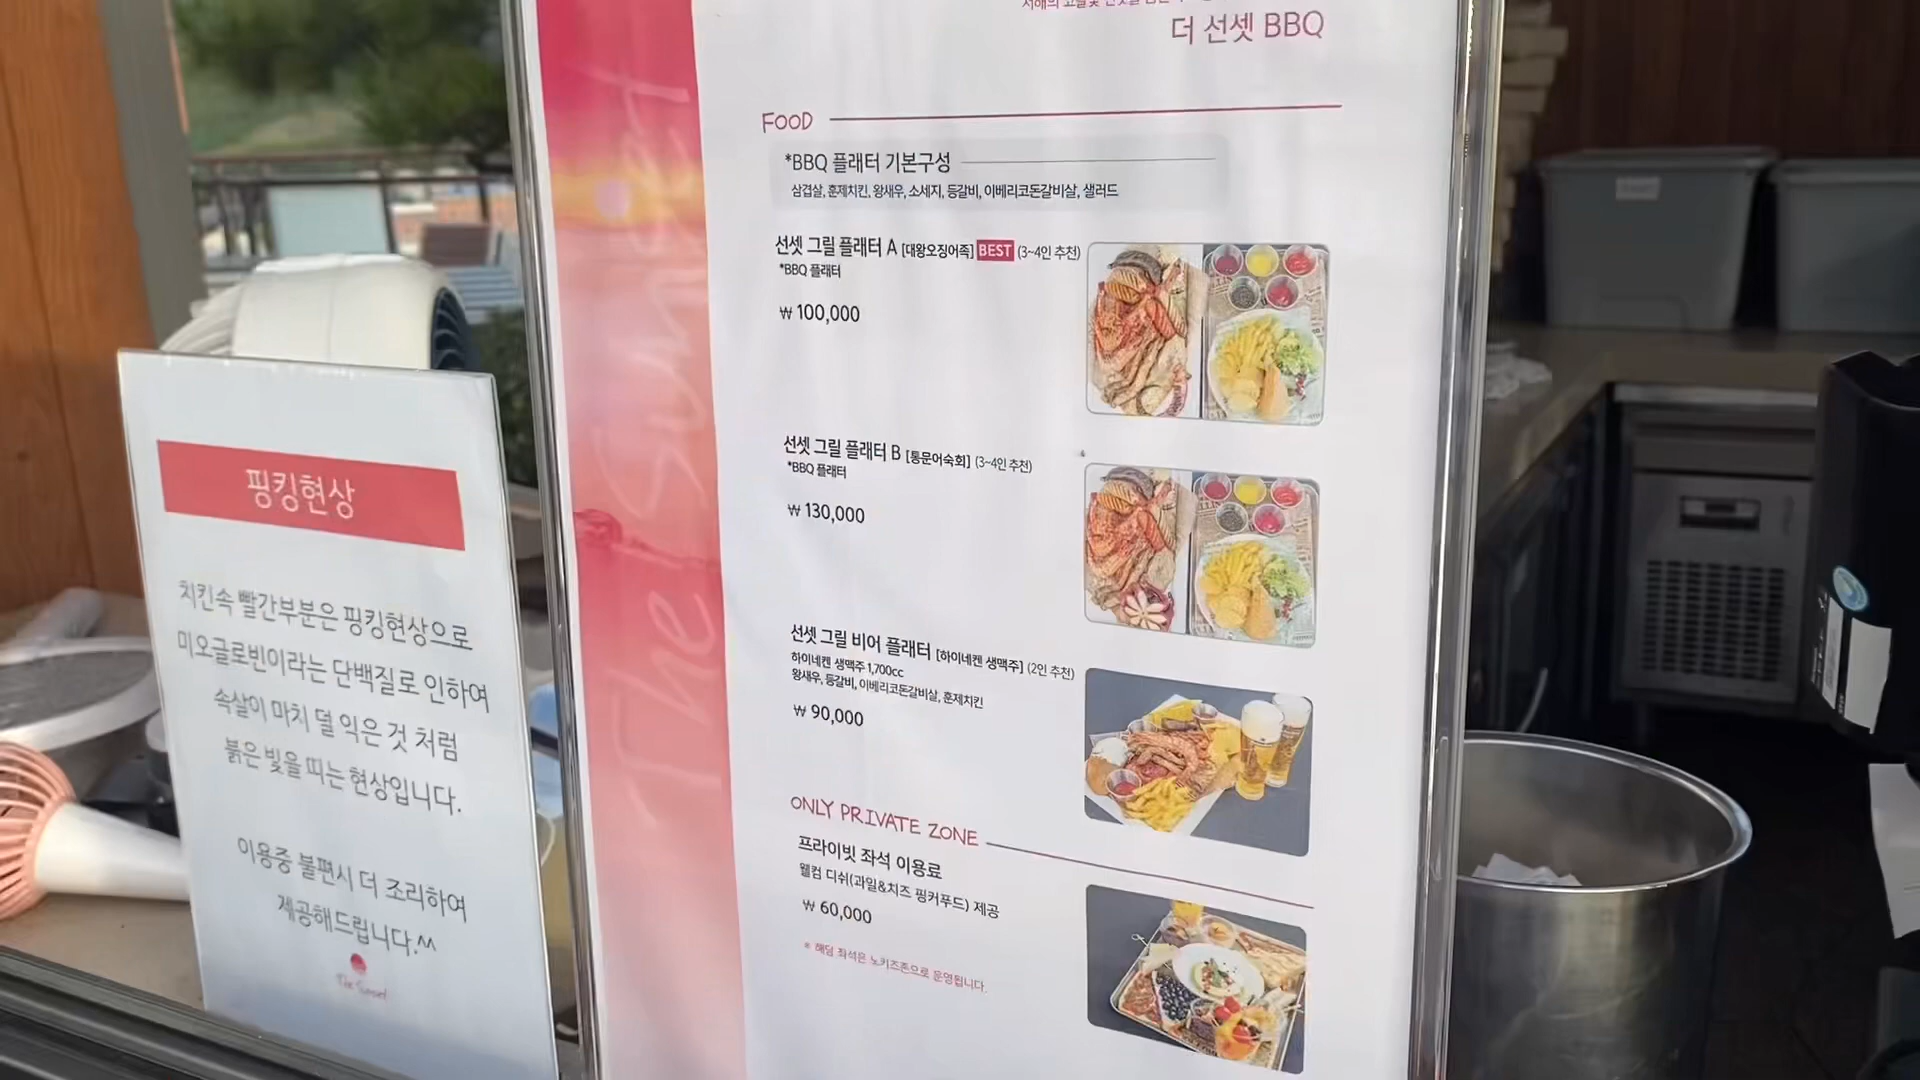 핑킹현상
치킨속 빨간부분은 핑킹현상으로
미오글로빈이라는 단백질로 인하여
속살이 마치 덜 익은 것 처럼
붉은 빛을 띠는 현상입니다.
이용중 불편시 더 조리하여
제공해드립니다.^^
The Sunset
The Sunset
더 선셋 BBQ
FOOD
*BBQ 플래터 기본구성
삼겹살, 훈제치킨, 왕새우, 소세지, 등갈비, 이베리코돈갈비살, 샐러드
선셋 그릴 플래터 A [대왕오징어족] BEST (3~4인 추천)
*BBQ 플래터
₩ 100,000
선셋 그릴 플래터 B [통문어숙회] (3~4인 추천)
*BBQ 플래터
₩ 130,000
선셋 그릴 비어 플래터 [하이네켄 생맥주] (2인 추천)
하이네켄 생맥주 1,700cc
왕새우, 등갈비, 이베리코돈갈비살, 훈제치킨
₩ 90,000
ONLY PRIVATE ZONE
프라이빗 좌석 이용료
웰컴 디쉬(과일&치즈 핑커푸드) 제공
₩ 60,000
* 해당 좌석은 노키즈존으로 운영됩니다.